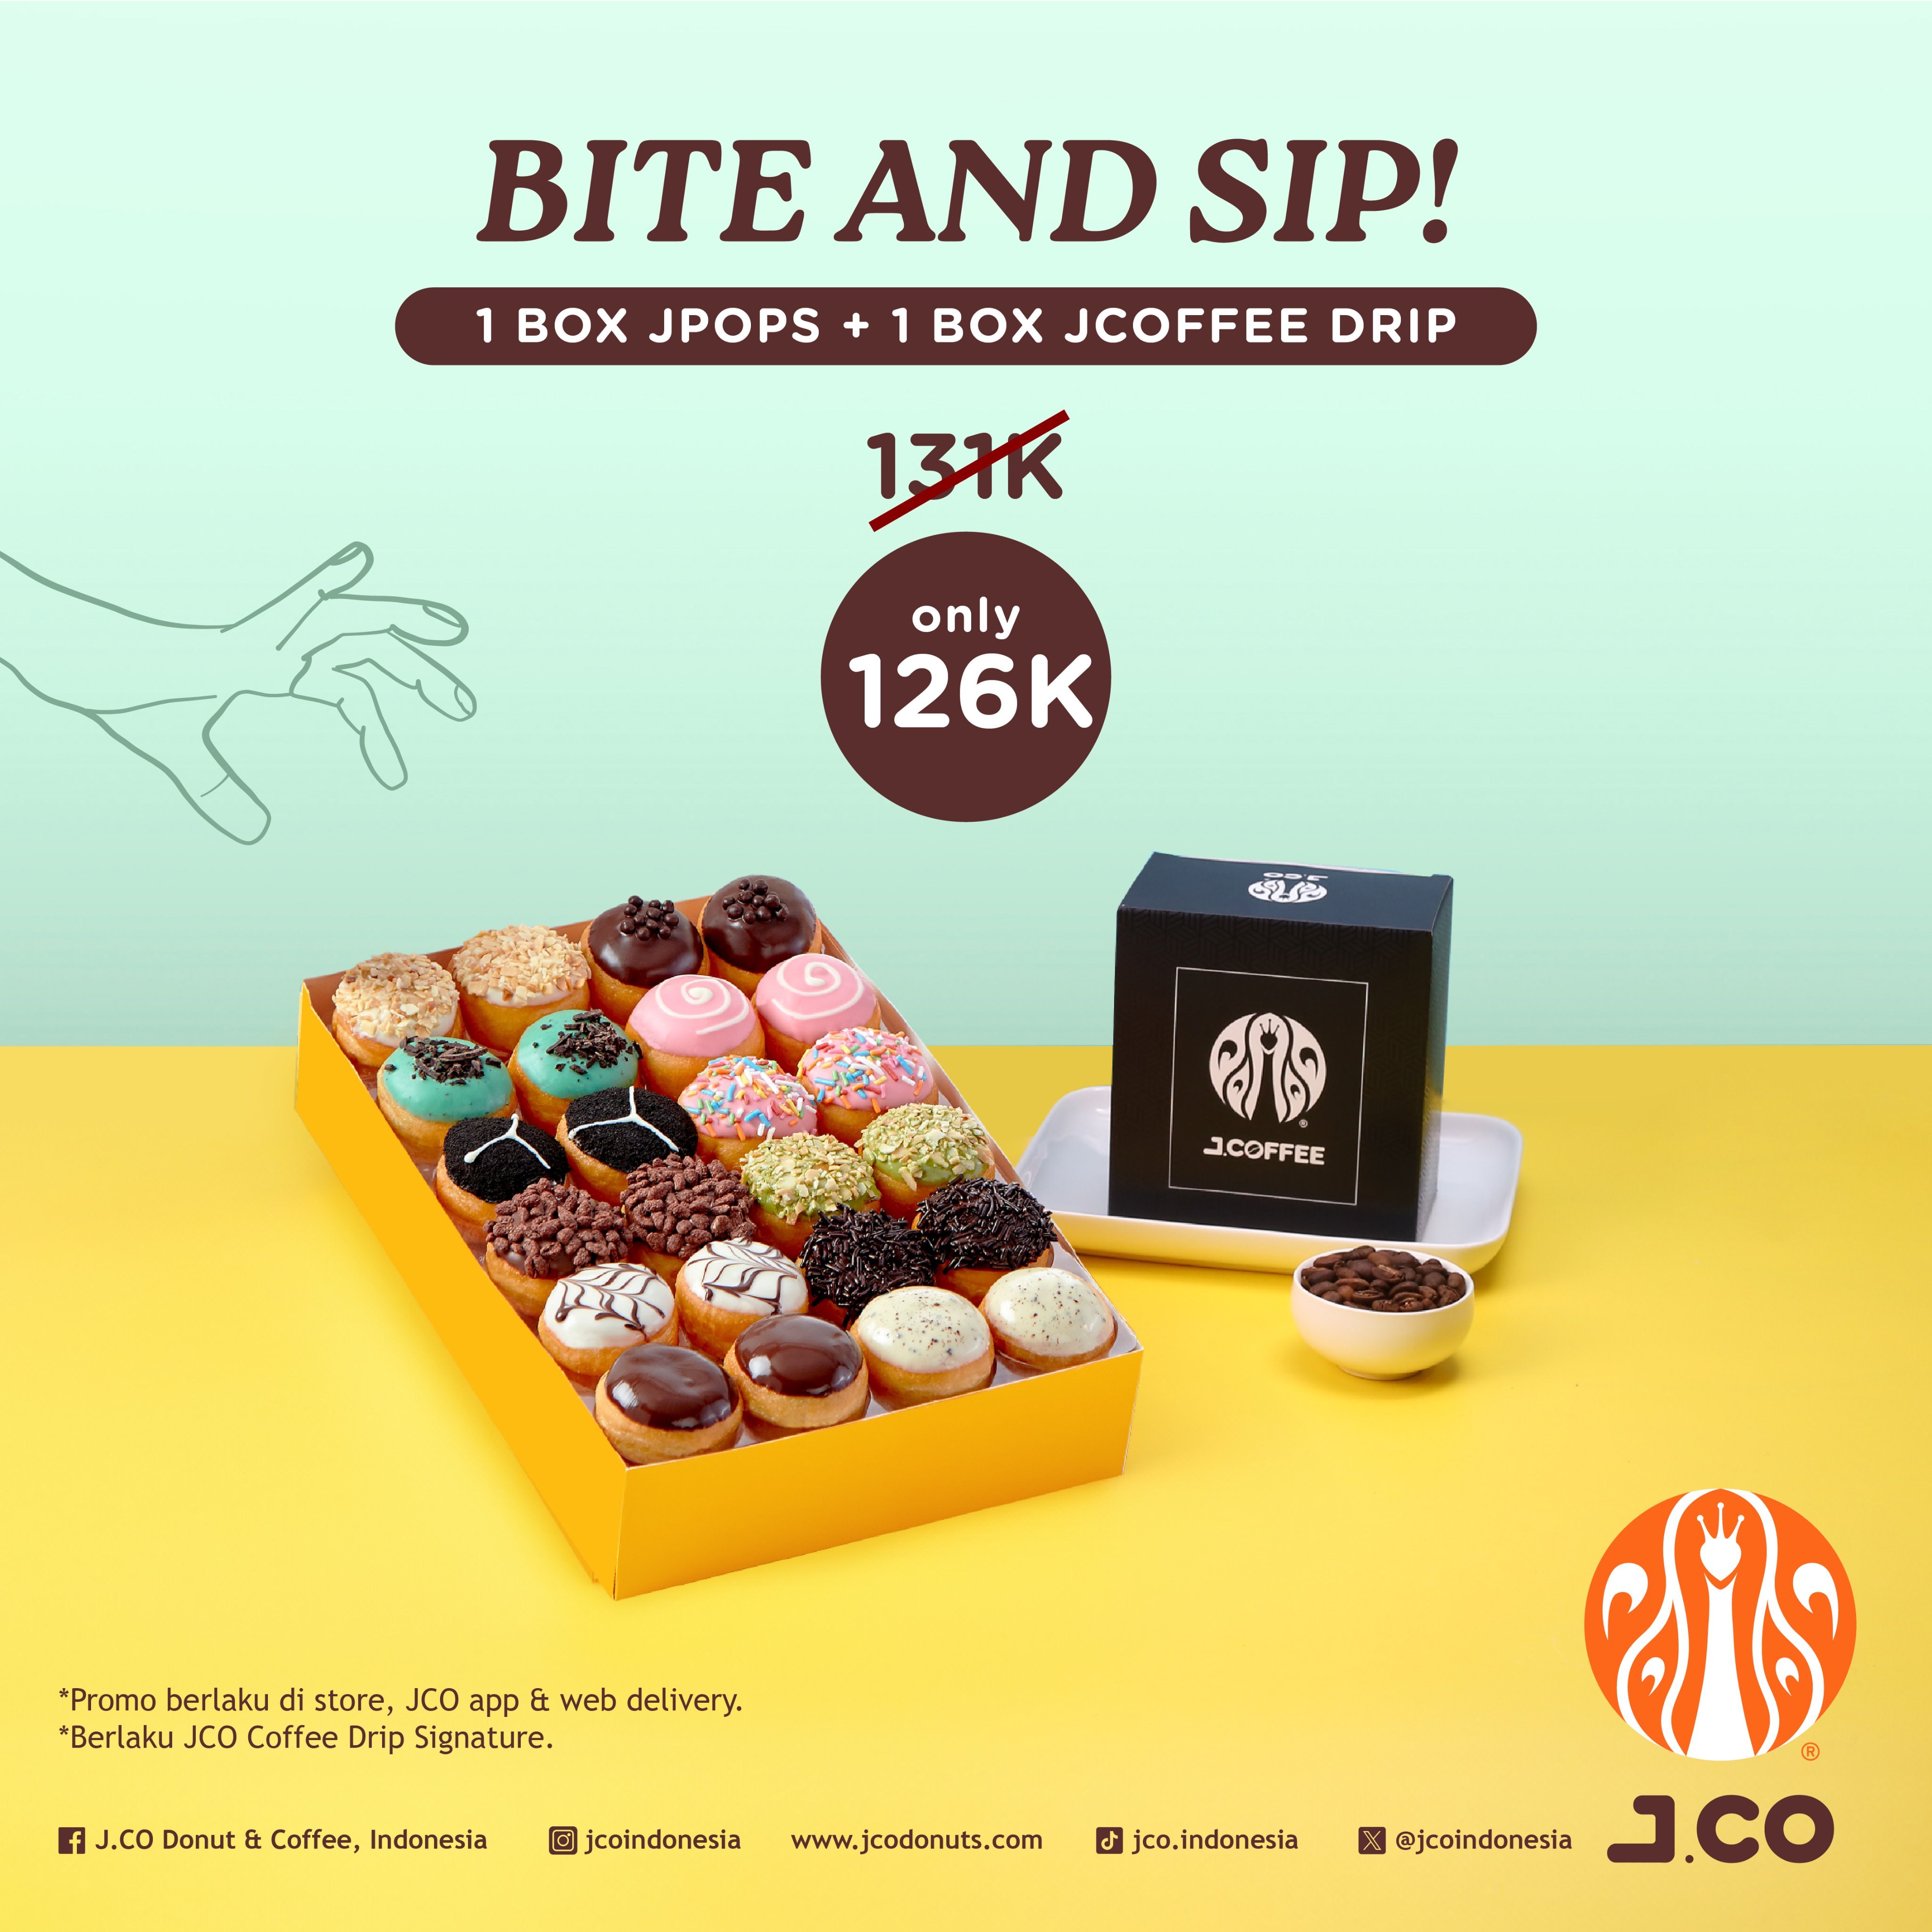 BITE AND SIP!
1 BOX JPOPS + 1 BOX JCOFFEE DRIP
131K
only
126K
J.CO
J.COFFEE
*Promo berlaku di store, JCO app & web delivery.
*Berlaku JCO Coffee Drip Signature.
J.CO Donut & Coffee, Indonesia
jcoindonesia
www.jcodonuts.com
jco.indonesia
@jcoindonesia
J.CO